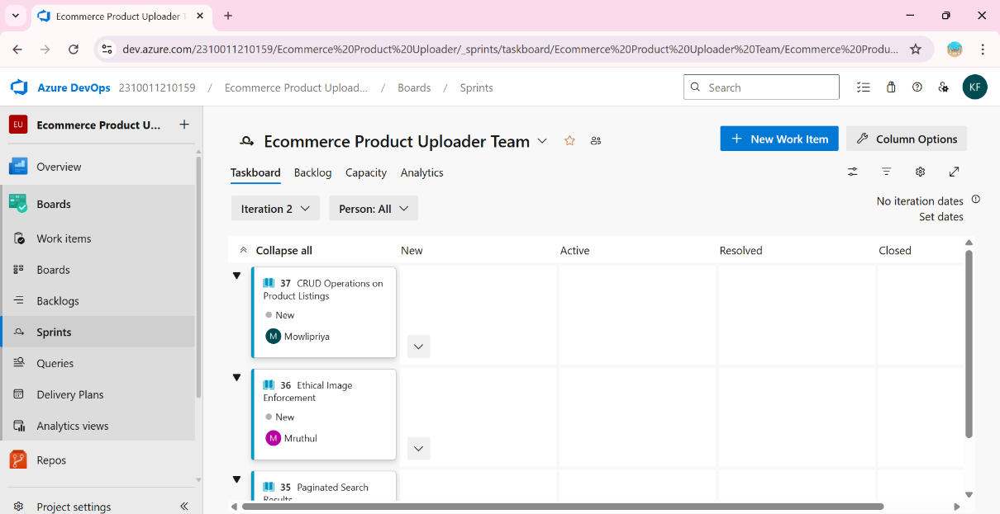 Ecommerce Product Uploader T
dev.azure.com/2310011210159/Ecommerce%20Product%20Uploader/_sprints/taskboard/Ecommerce%20Product%20Uploader%20Team/Ecommerce%20Produ...
Azure DevOps 2310011210159 / Ecommerce Product Upload... / Boards / Sprints
Search
KF
EU Ecommerce Product U...
Overview
Boards
Work items
Boards
Backlogs
Sprints
Queries
Delivery Plans
Analytics views
Repos
Project settings
Ecommerce Product Uploader Team
New Work Item
Column Options
Taskboard Backlog Capacity Analytics
Iteration 2
Person: All
No iteration dates
Set dates
Collapse all New Active Resolved Closed
37 CRUD Operations on
Product Listings
New
M Mowlipriya
36 Ethical Image
Enforcement
New
M Mruthul
35 Paginated Search
Results